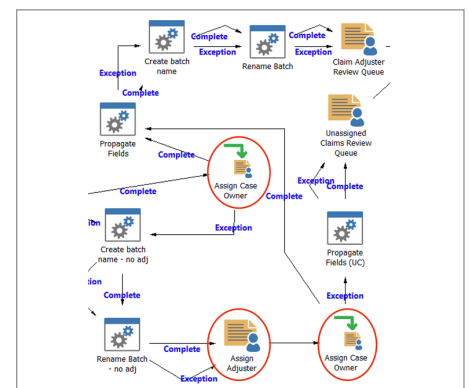 Create batch
name
Complete
Exception
Rename Batch
Complete
Exception
Claim Adjuster
Review Queue
Exception
Complete
Propagate
Fields
Unassigned
Claims Review
Queue
Complete
Assign Case
Owner
Complete
Complete
Exception
Complete
Exception
Create batch
name - no adj
Propagate
Fields (UC)
Complete
Exception
Rename Batch
- no adj
Complete
Exception
Assign
Adjuster
Assign Case
Owner